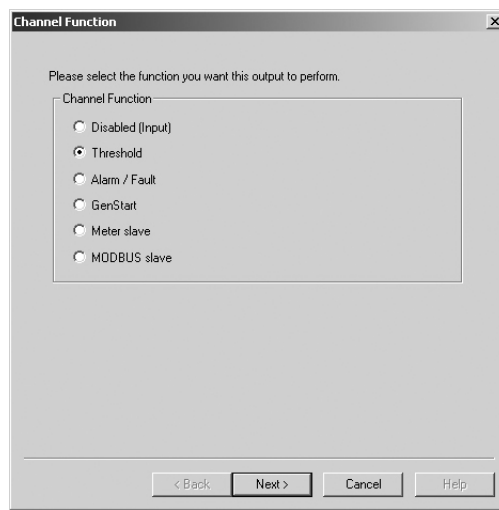 Channel Function
Please select the function you want this output to perform.
Channel Function
Disabled (Input)
Threshold
Alarm / Fault
GenStart
Meter slave
MODBUS slave
< Back
Next >
Cancel
Help